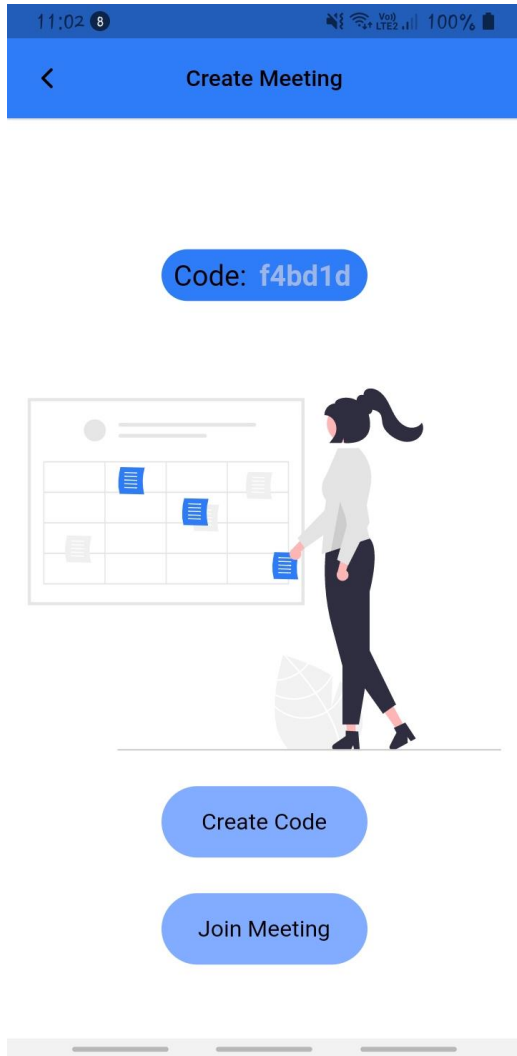 11:02 8 Vo)) LTE2 100%
Create Meeting
Code: f4bd1d
Create Code
Join Meeting